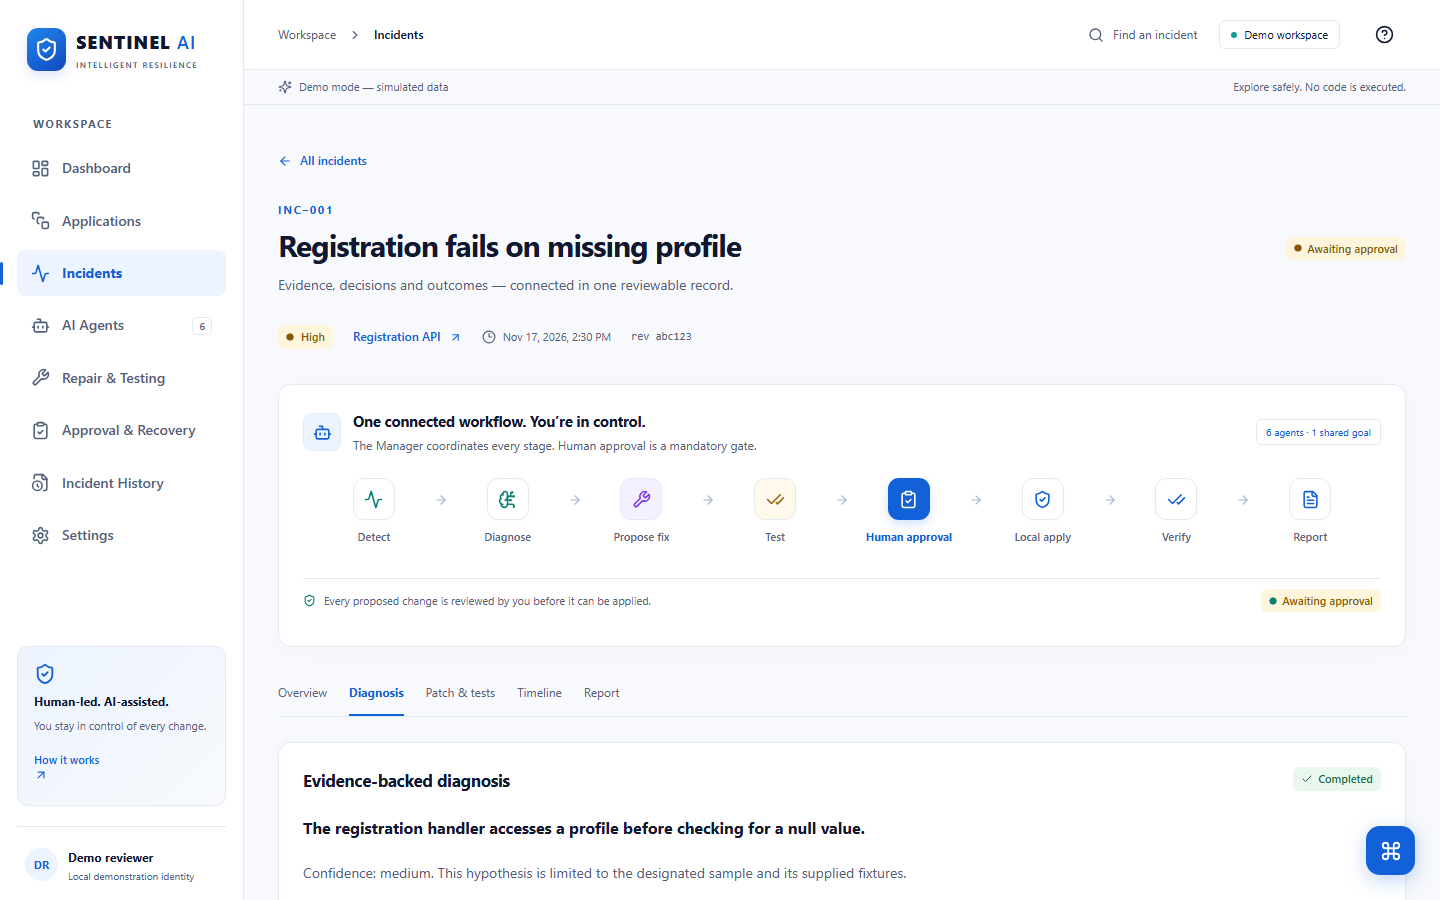 SENTINEL AI
INTELLIGENT RESILIENCE
WORKSPACE
Dashboard
Applications
Incidents
AI Agents 6
Repair & Testing
Approval & Recovery
Incident History
Settings
Human-led. AI-assisted.
You stay in control of every change.
How it works
DR
Demo reviewer
Local demonstration identity
Workspace Incidents
Find an incident
Demo workspace
Demo mode — simulated data
Explore safely. No code is executed.
All incidents
INC-001
Registration fails on missing profile
Awaiting approval
Evidence, decisions and outcomes — connected in one reviewable record.
High Registration API Nov 17, 2026, 2:30 PM rev abc123
One connected workflow. You’re in control.
The Manager coordinates every stage. Human approval is a mandatory gate.
6 agents · 1 shared goal
Detect Diagnose Propose fix Test Human approval Local apply Verify Report
Every proposed change is reviewed by you before it can be applied.
Awaiting approval
Overview Diagnosis Patch & tests Timeline Report
Evidence-backed diagnosis
Completed
The registration handler accesses a profile before checking for a null value.
Confidence: medium. This hypothesis is limited to the designated sample and its supplied fixtures.